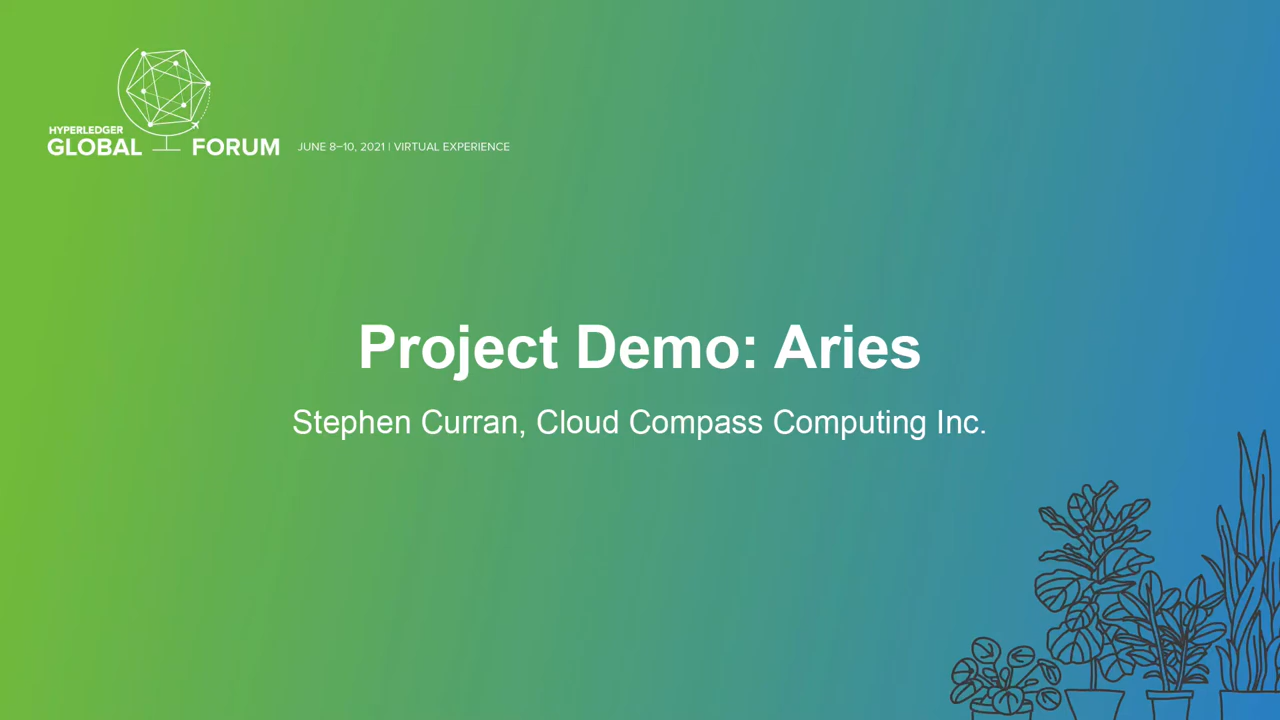 HYPERLEDGER
GLOBAL FORUM JUNE 8–10, 2021 | VIRTUAL EXPERIENCE
Project Demo: Aries
Stephen Curran, Cloud Compass Computing Inc.